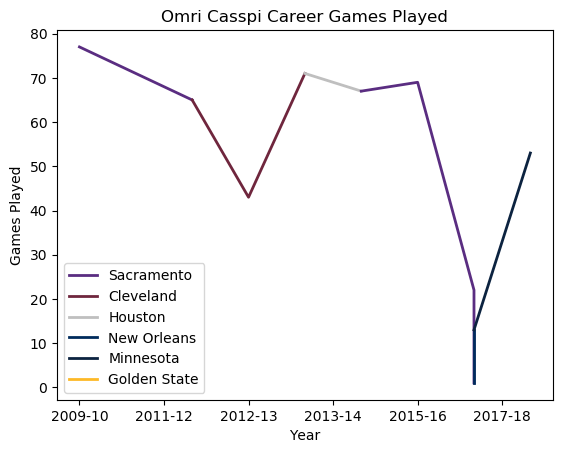 Omri Casspi Career Games Played
80
70
60
50
40
30
20
10
0
Games Played
Sacramento
Cleveland
Houston
New Orleans
Minnesota
Golden State
2009-10 2011-12 2012-13 2013-14 2015-16 2017-18
Year